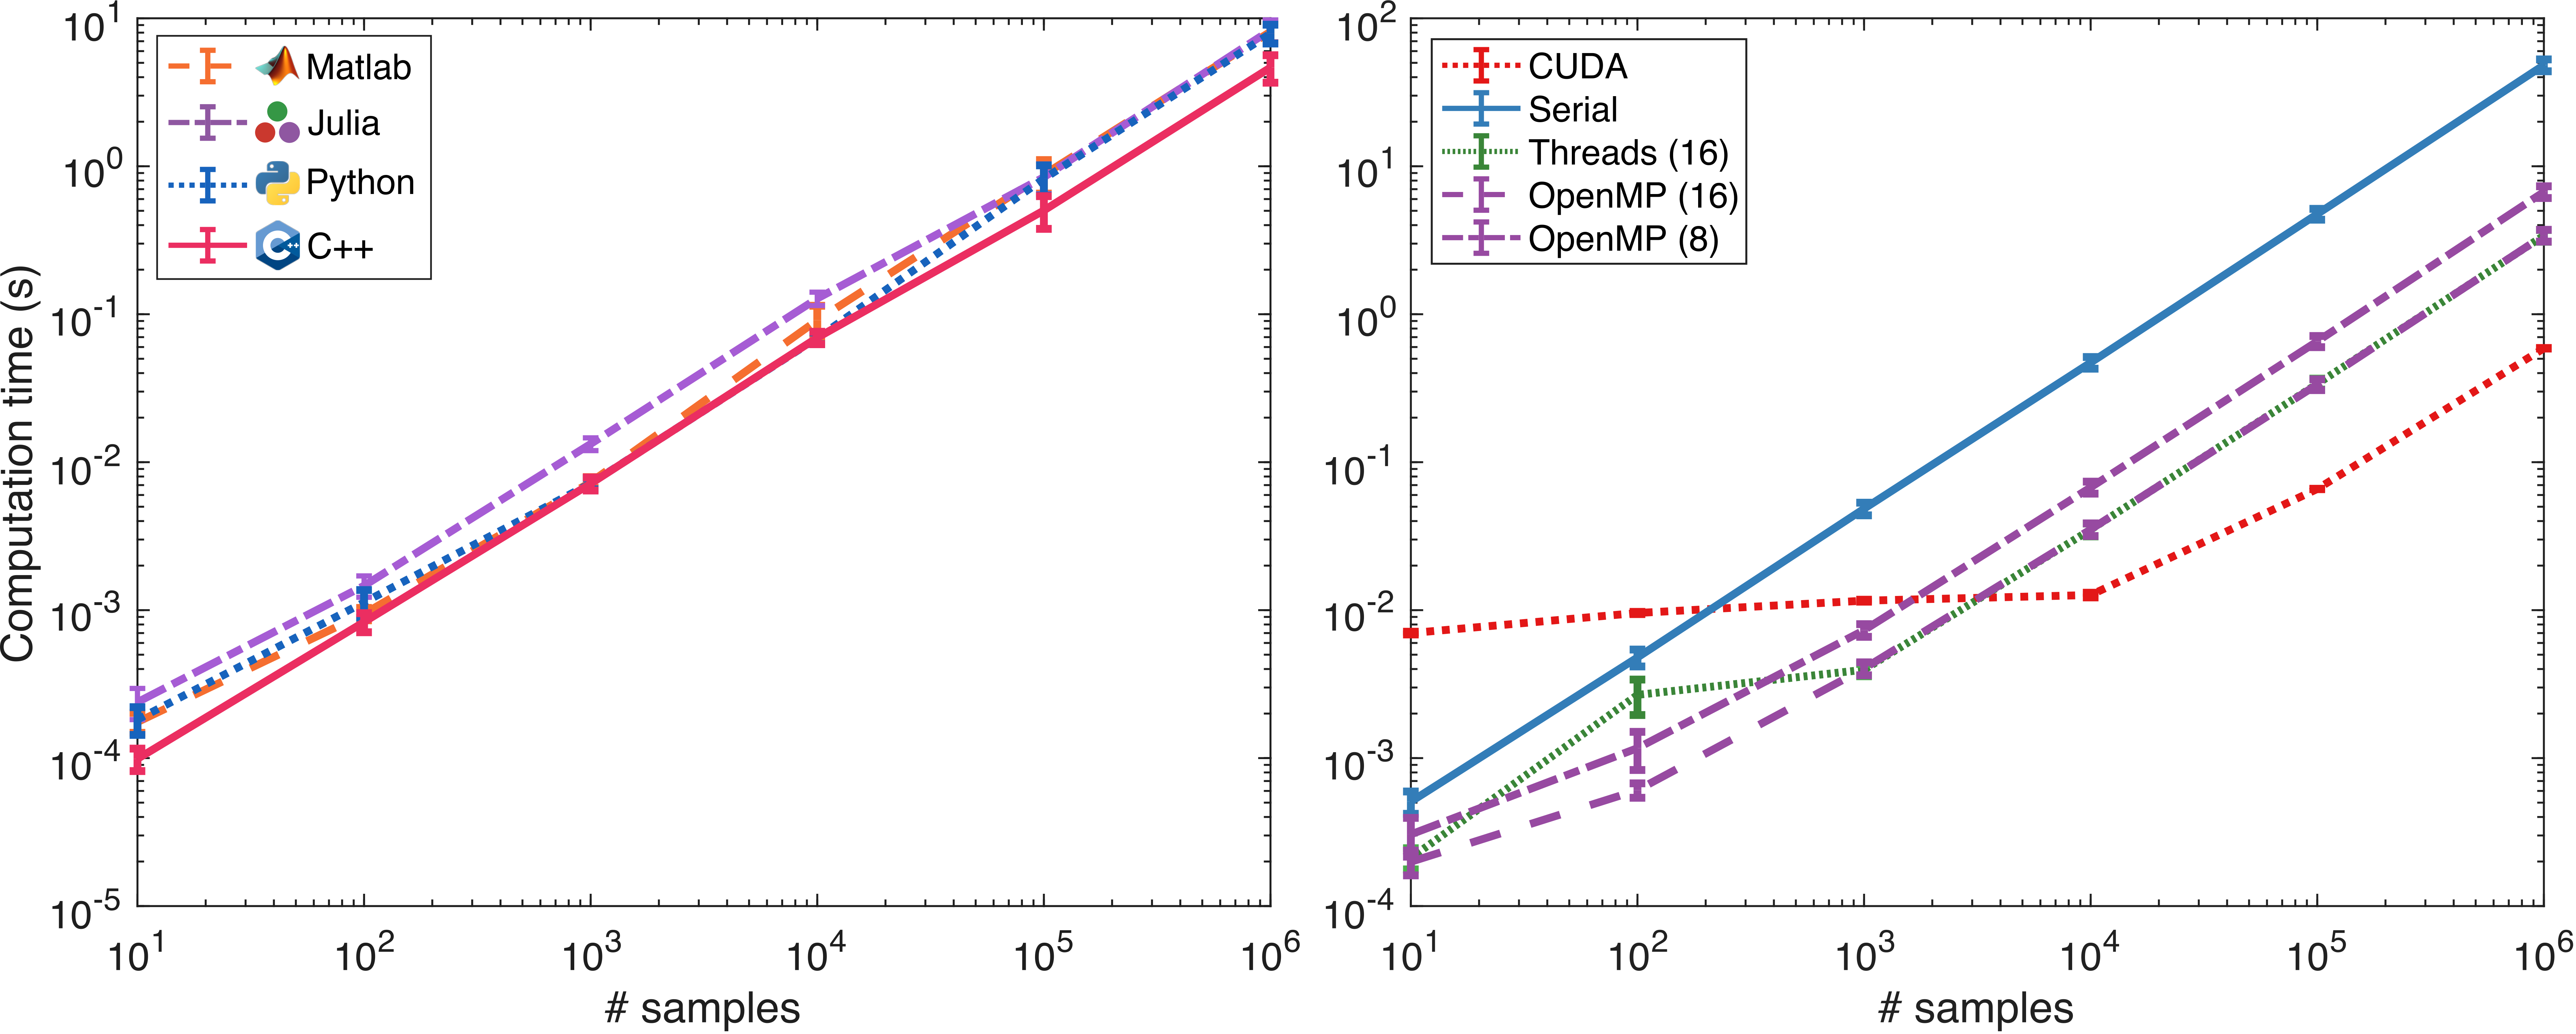 Computation time (s)
10^1
10^0
10^-1
10^-2
10^-3
10^-4
10^-5
Matlab
Julia
Python
C++
10^1 10^2 10^3 10^4 10^5 10^6
# samples
10^2
10^1
10^0
10^-1
10^-2
10^-3
10^-4
CUDA
Serial
Threads (16)
OpenMP (16)
OpenMP (8)
10^1 10^2 10^3 10^4 10^5 10^6
# samples